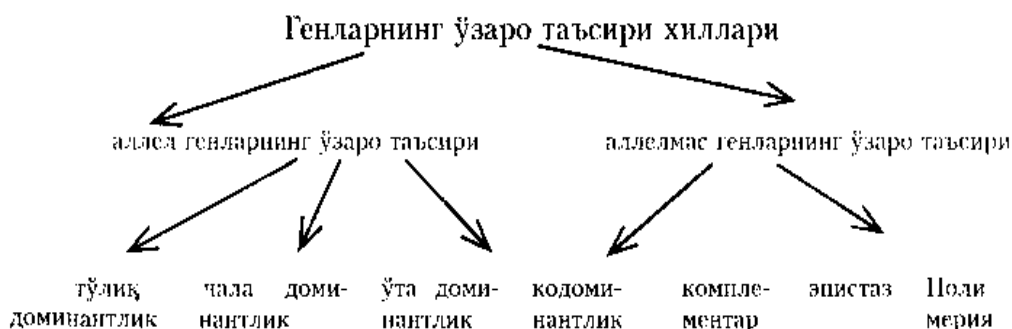 Генларнинг ўзаро таъсири хиллари
аллел генларнинг ўзаро таъсири аллелмас генларнинг ўзаро таъсири
тўлиқ чала доми- ўта доми- кодоми- компле- эпистаз Поли
доминантлик нантлик нантлик нантлик ментар мерия